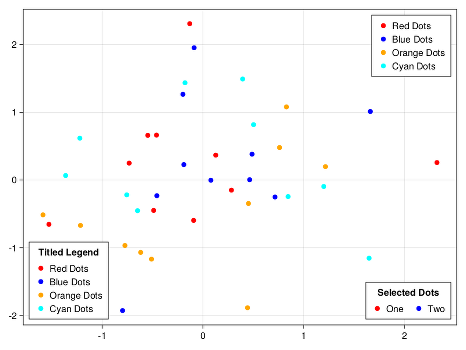 Red Dots
Blue Dots
Orange Dots
Cyan Dots
2
1
0
-1
-2
Titled Legend
Red Dots
Blue Dots
Orange Dots
Cyan Dots
Selected Dots
One Two
-1 0 1 2